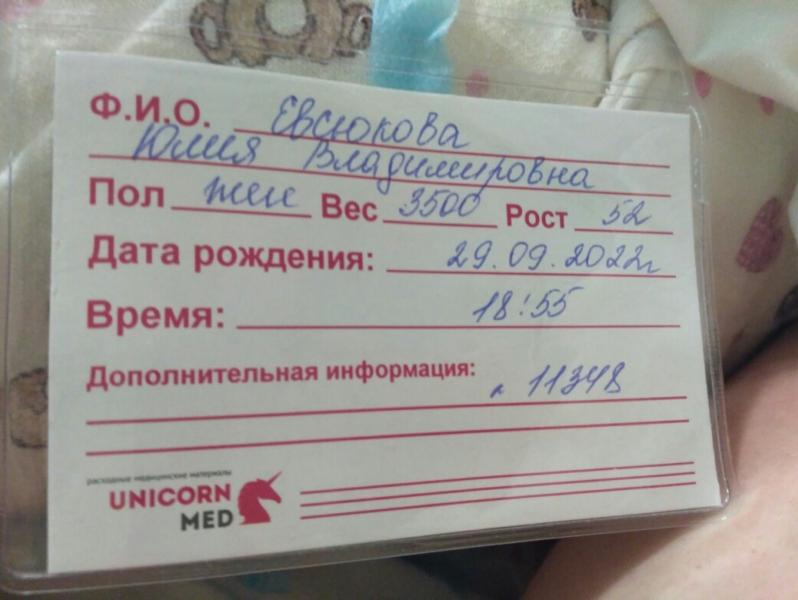 Ф.И.О. Евсюкова
Юлия Владимировна
Пол жен Вес 3500 Рост 52
Дата рождения: 29.09.2022г
Время: 18:55
Дополнительная информация: 11348
расходные медицинские материалы
UNICORN
MED